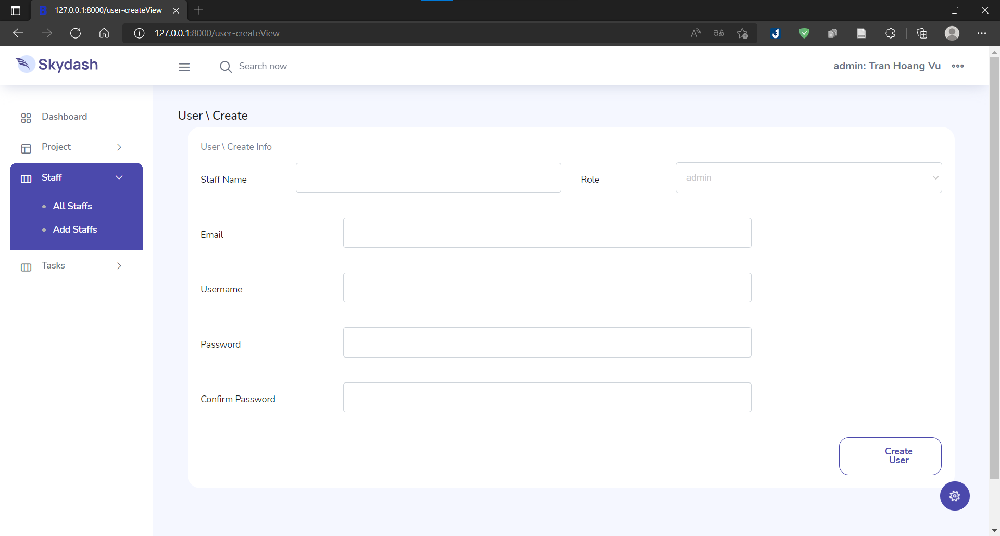 127.0.0.1:8000/user-createView
127.0.0.1:8000/user-createView
Skydash
Search now
admin: Tran Hoang Vu
Dashboard
Project
Staff
All Staffs
Add Staffs
Tasks
User \ Create
User \ Create Info
Staff Name
Role
admin
Email
Username
Password
Confirm Password
Create
User